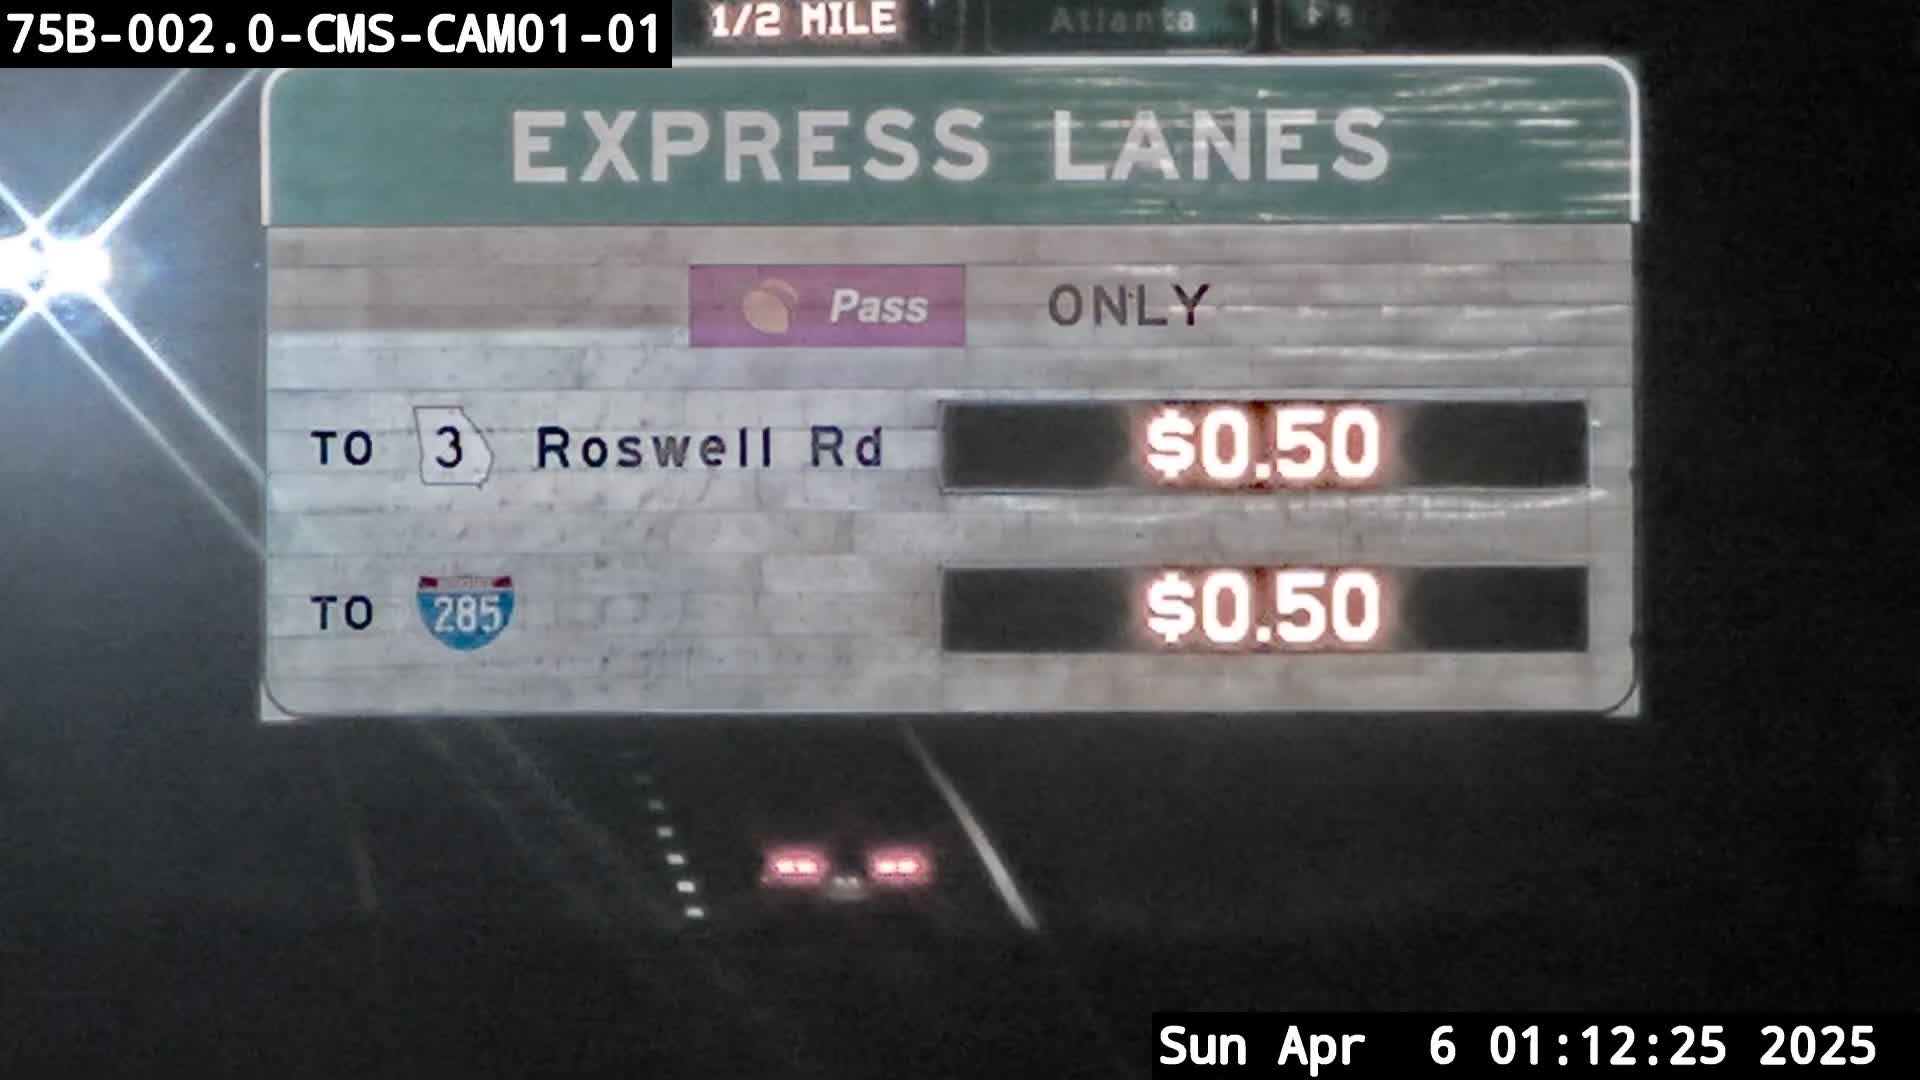 75B-002.0-CMS-CAM01-01
1/2 MILE
Atlanta
EXPRESS LANES
Pass ONLY
TO 3 Roswell Rd $0.50
TO 285 $0.50
Sun Apr 6 01:12:25 2025